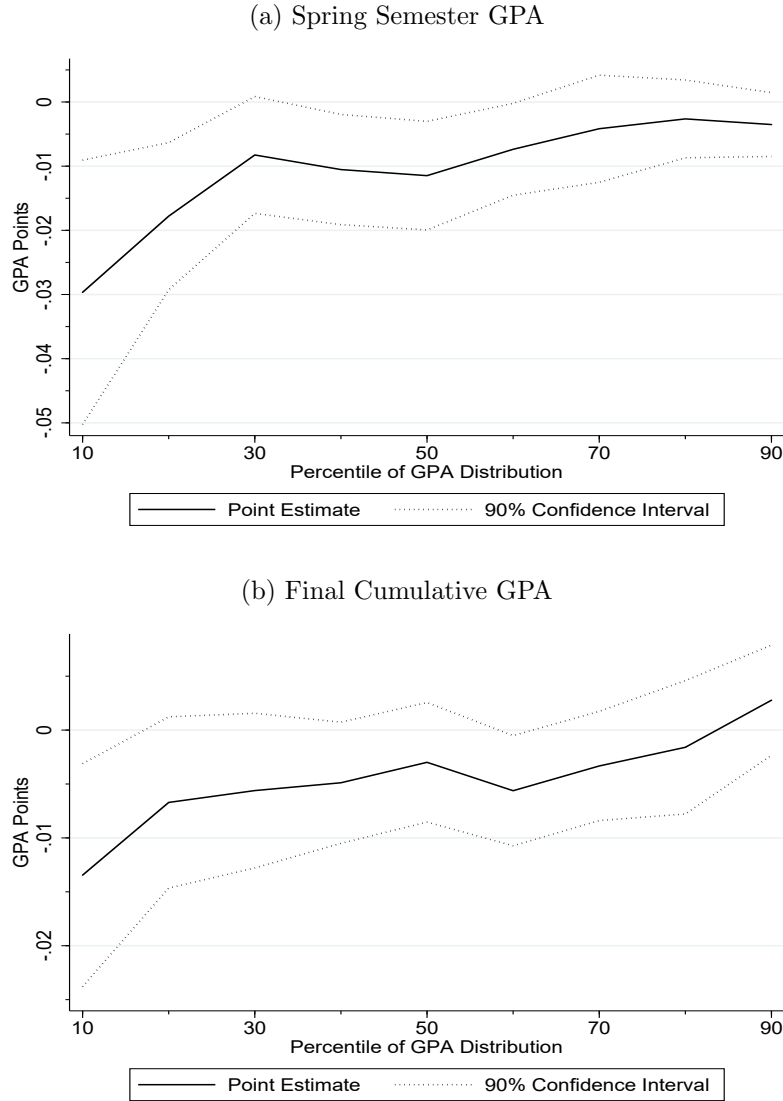 (a) Spring Semester GPA
0
-.01
-.02
-.03
-.04
-.05
GPA Points
10 30 50 70 90
Percentile of GPA Distribution
Point Estimate 90% Confidence Interval
(b) Final Cumulative GPA
0
-.01
-.02
GPA Points
10 30 50 70 90
Percentile of GPA Distribution
Point Estimate 90% Confidence Interval